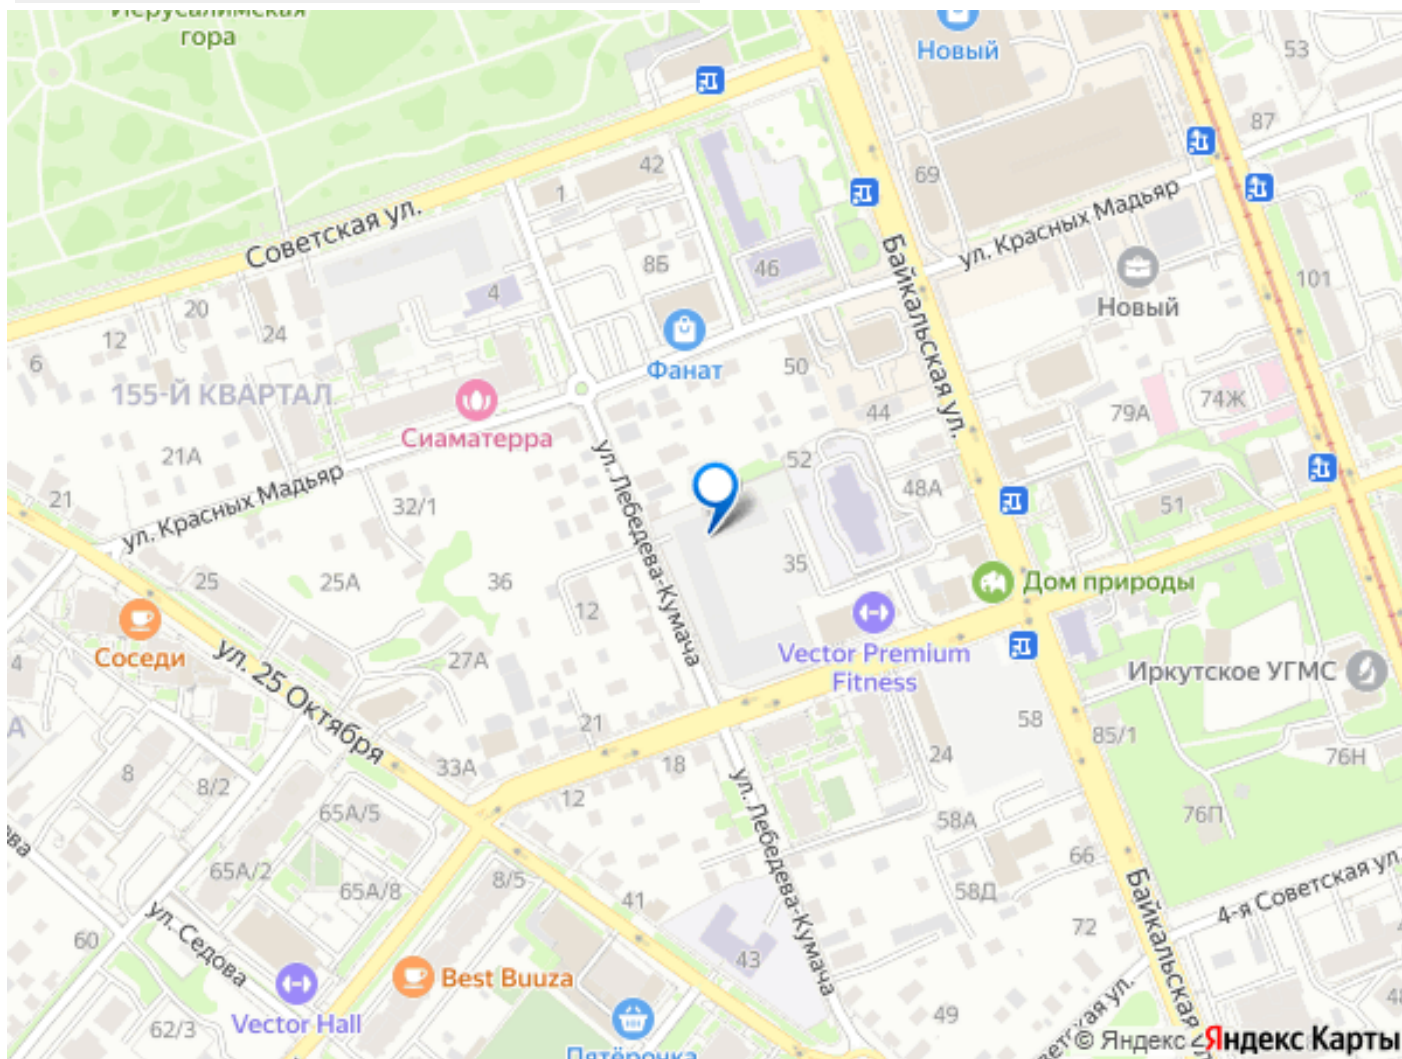 Иерусалимская
гора
Новый
53
87
42
1
69
Советская ул.
ул. Красных Мадьяр
8Б
46
4
20
12
24
6
Байкальская ул.
Новый
101
Фанат
50
155-Й КВАРТАЛ
Сиаматерра
44
79А
74Ж
21А
21
ул. Красных Мадьяр
32/1
ул. Лебедева-Кумача
52
48А
51
25
25А
36
12
35
Дом природы
Соседи
4
ул. 25 Октября
27А
Vector Premium
Fitness
Иркутское УГМС
А
21
58
85/1
8
8/2
33А
18
24
76Н
12
65А/5
ул. Лебедева-Кумача
58А
76П
65А/2
65А/8
8/5
41
66
58Д
4-я Советская ул.
ул. Седова
60
72
43
Байкальская
Best Buuza
Vector Hall
62/3
49
Пятёрочка
© Яндекс
Яндекс Карты